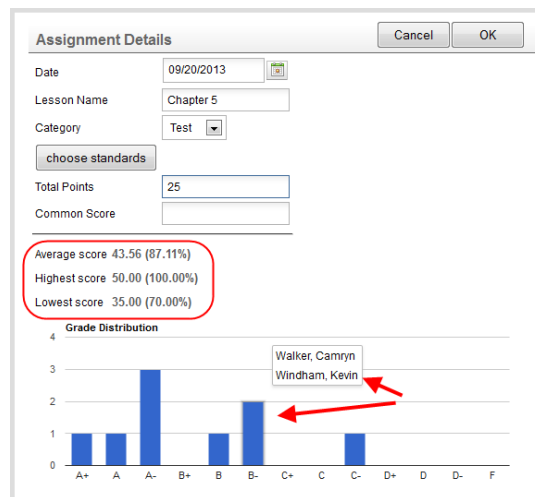 Assignment Details
Cancel
OK
Date
09/20/2013
Lesson Name
Chapter 5
Category
Test
choose standards
Total Points
25
Common Score
Average score 43.56 (87.11%)
Highest score 50.00 (100.00%)
Lowest score 35.00 (70.00%)
Grade Distribution
4
3
2
1
0
Walker, Camryn
Windham, Kevin
A+ A A- B+ B B- C+ C C- D+ D D- F